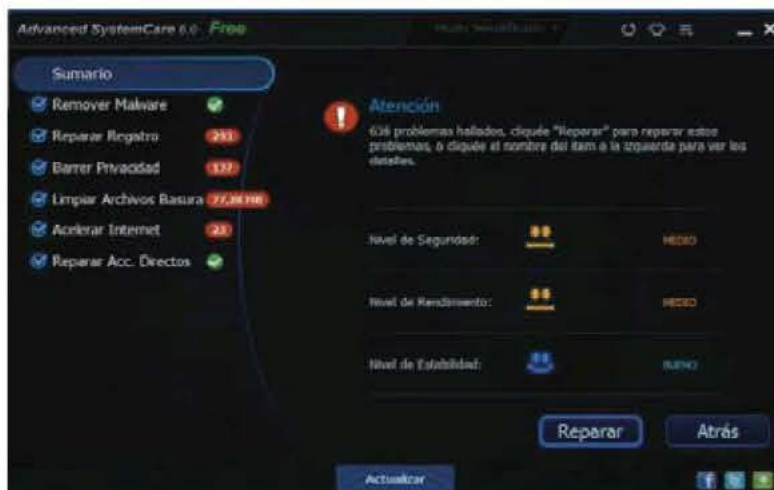 Advanced SystemCare 6.0 Free
Sumario
Remover Malware
Reparar Registro 293
Barrer Privacidad 137
Limpiar Archivos Basura
Acelerar Internet 23
Reparar Acc. Directos
Atención
636 problemas hallados, cliquée "Reparar" para reparar estos
problemas, o cliquée el nombre del item a la izquierda para ver los
detalles.
Nivel de Seguridad: MEDIO
Nivel de Rendimiento: MEDIO
Nivel de Estabilidad: BUENO
Reparar Atrás
Actualizar